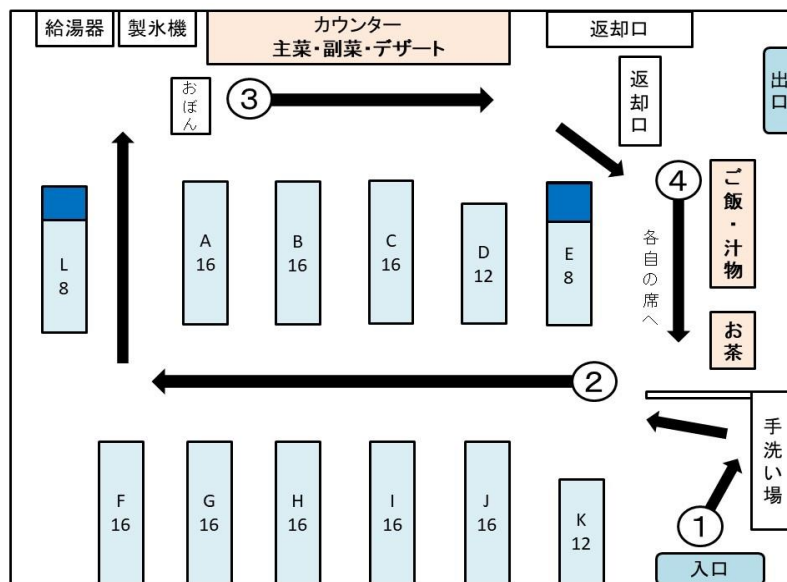 給湯器
製氷機
カウンター
主菜・副菜・デザート
返却口
返却口
出口
おぼん
③
④
ご飯・汁物
各自の席へ
お茶
L
8
A
16
B
16
C
16
D
12
E
8
②
手洗い場
F
16
G
16
H
16
I
16
J
16
K
12
①
入口